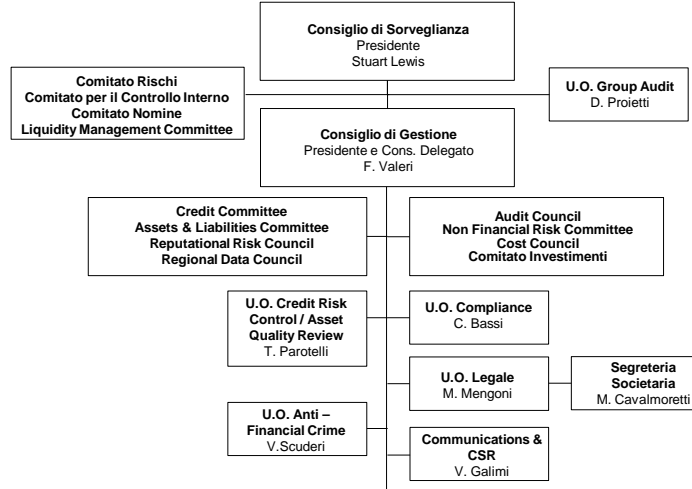 Consiglio di Sorveglianza
Presidente
Stuart Lewis
Comitato Rischi
Comitato per il Controllo Interno
Comitato Nomine
Liquidity Management Committee
U.O. Group Audit
D. Proietti
Consiglio di Gestione
Presidente e Cons. Delegato
F. Valeri
Credit Committee
Assets & Liabilities Committee
Reputational Risk Council
Regional Data Council
Audit Council
Non Financial Risk Committee
Cost Council
Comitato Investimenti
U.O. Credit Risk
Control / Asset
Quality Review
T. Parotelli
U.O. Compliance
C. Bassi
U.O. Legale
M. Mengoni
Segreteria
Societaria
M. Cavalmoretti
U.O. Anti –
Financial Crime
V.Scuderi
Communications &
CSR
V. Galimi